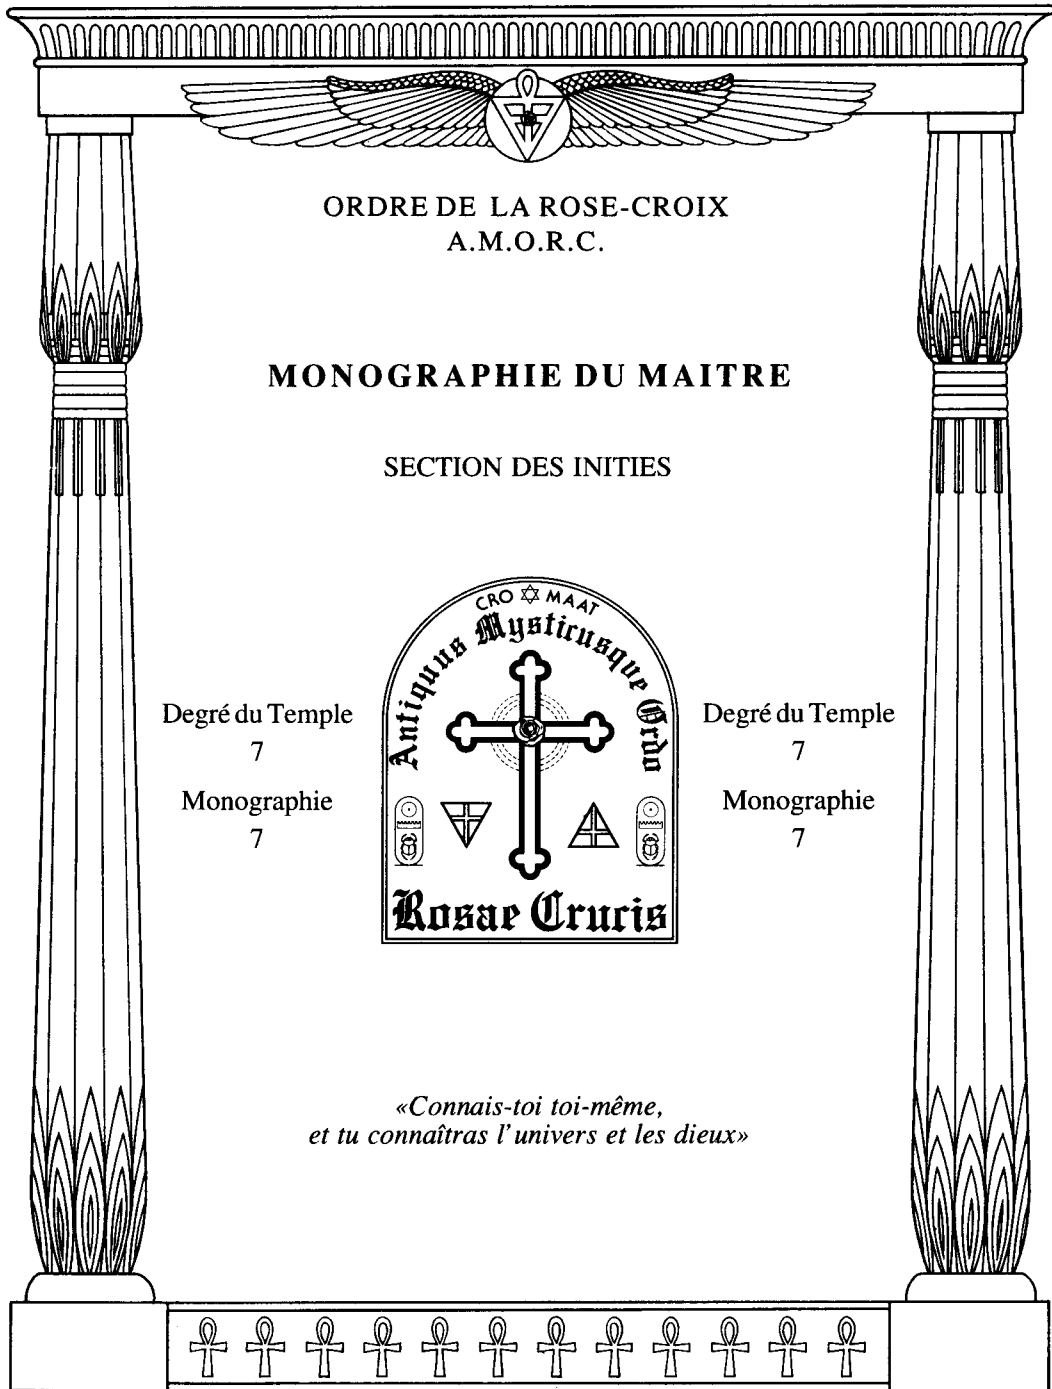 ORDRE DE LA ROSE-CROIX
A.M.O.R.C.
MONOGRAPHIE DU MAITRE
SECTION DES INITIES
CRO MAAT
Antiquus Mysticusque Ordo
Degré du Temple
7
Monographie
7
Degré du Temple
7
Monographie
7
Rosae Crucis
«Connais-toi toi-même,
et tu connaîtras l'univers et les dieux»